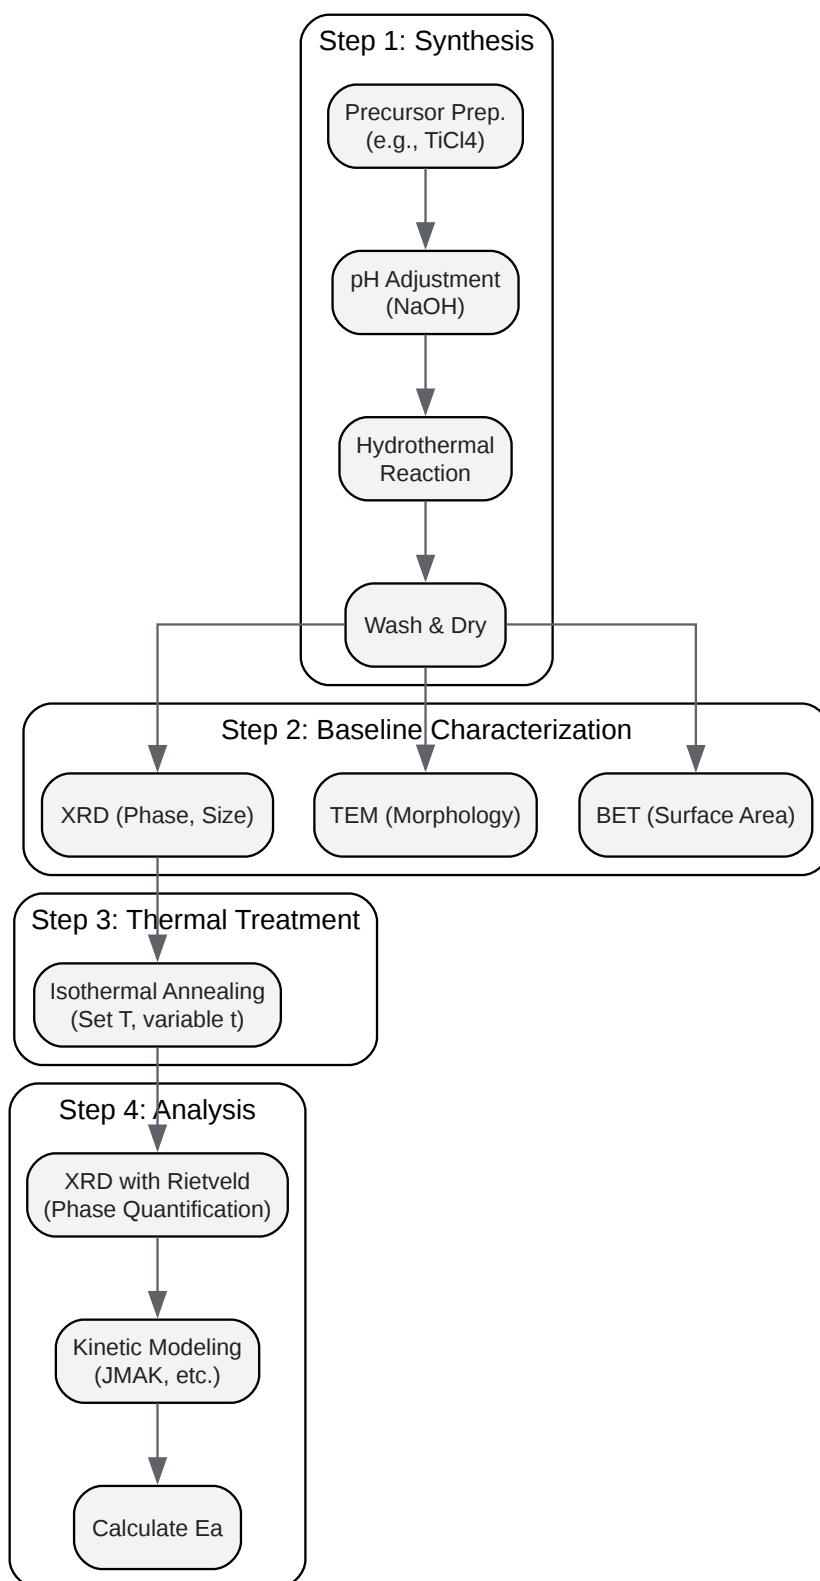 Step 1: Synthesis
Precursor Prep.
(e.g., TiCl4)
pH Adjustment
(NaOH)
Hydrothermal
Reaction
Wash & Dry
Step 2: Baseline Characterization
XRD (Phase, Size)
TEM (Morphology)
BET (Surface Area)
Step 3: Thermal Treatment
Isothermal Annealing
(Set T, variable t)
Step 4: Analysis
XRD with Rietveld
(Phase Quantification)
Kinetic Modeling
(JMAK, etc.)
Calculate Ea